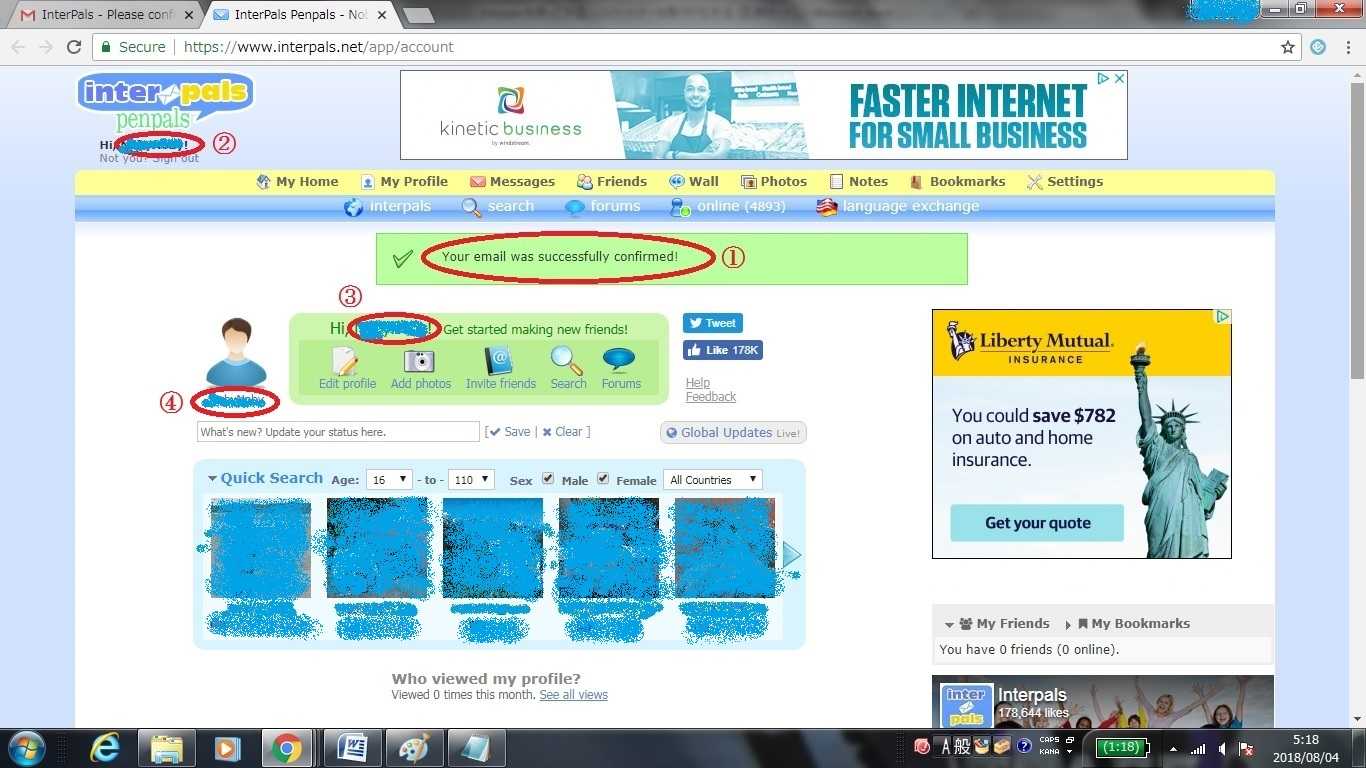 InterPals - Please conf
InterPals Penpals - Nob
Secure
https://www.interpals.net/app/account
inter pals
penpals
kinetic business
by windstream.
FASTER INTERNET
FOR SMALL BUSINESS
Hi,
!
②
Not you? Sign out
My Home My Profile Messages Friends Wall Photos Notes Bookmarks Settings
interpals search forums online (4893) language exchange
Your email was successfully confirmed! ①
③
Hi, ! Get started making new friends!
Edit profile Add photos Invite friends Search Forums
④
Tweet
Like 178K
Help
Feedback
What's new? Update your status here. [ Save | Clear ]
Global Updates Live!
Quick Search Age: 16 - to - 110 Sex Male Female All Countries
Who viewed my profile?
Viewed 0 times this month. See all views
Liberty Mutual.
INSURANCE
You could save $782
on auto and home
insurance.
Get your quote
My Friends My Bookmarks
You have 0 friends (0 online).
inter
pals
Interpals
178,644 likes
A 般
CAPS
KANA
(1:18)
5:18
2018/08/04